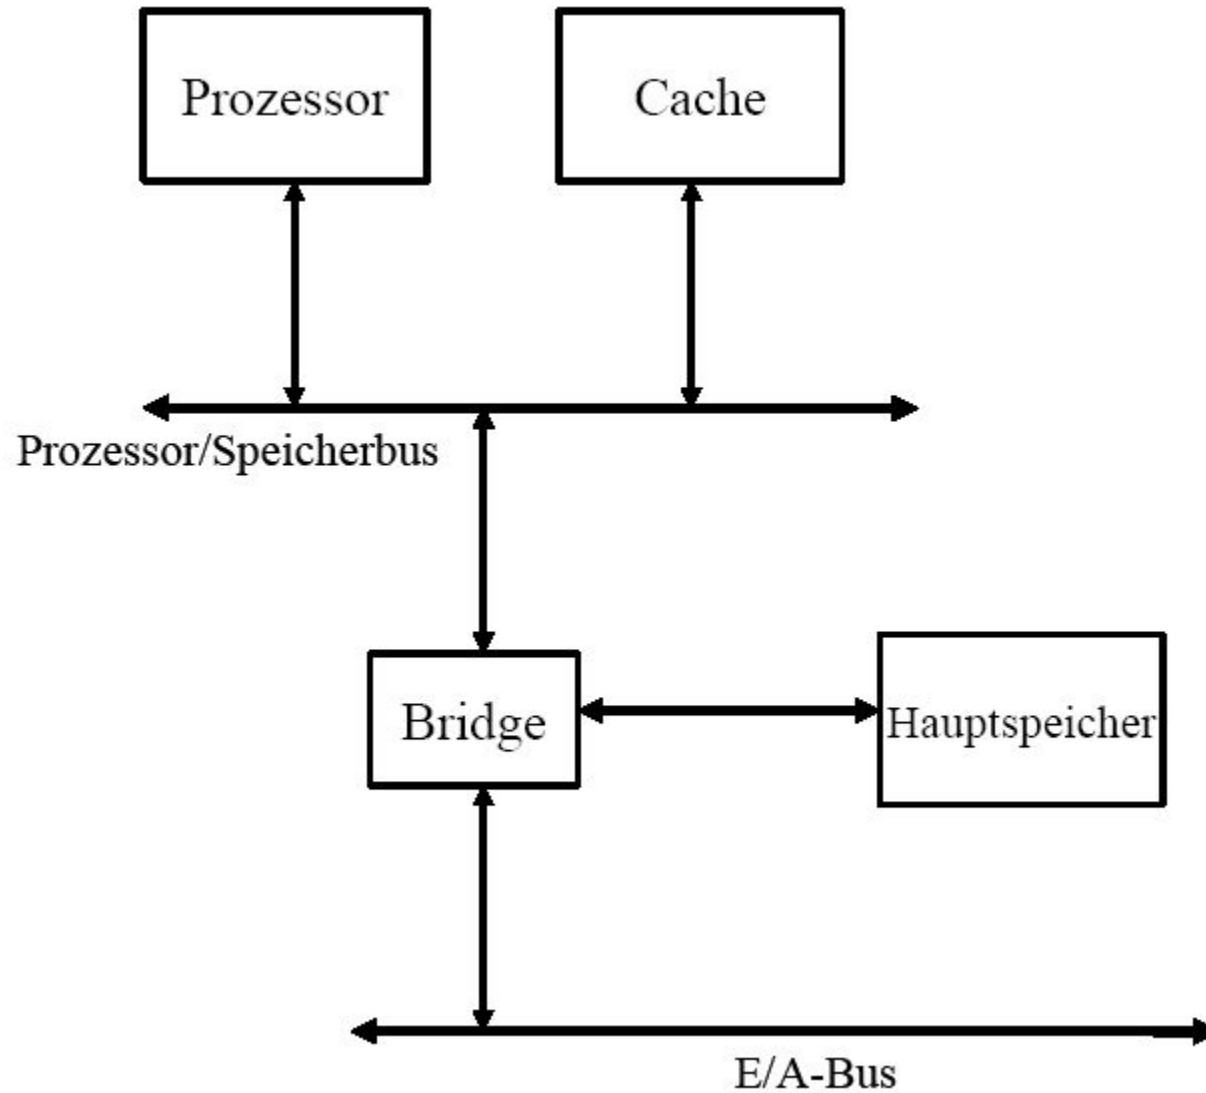 Prozessor
Cache
Prozessor/Speicherbus
Bridge
Hauptspeicher
E/A-Bus